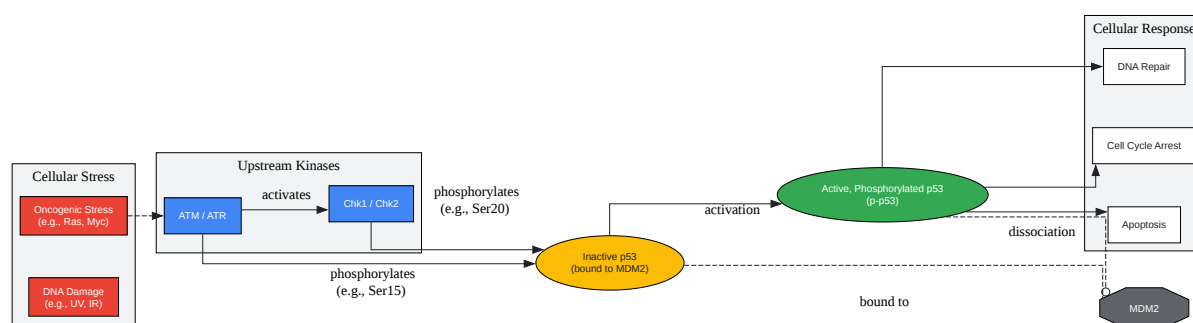 Cellular Stress
Oncogenic Stress
(e.g., Ras, Myc)
DNA Damage
(e.g., UV, IR)
Upstream Kinases
ATM / ATR
activates
Chk1 / Chk2
phosphorylates
(e.g., Ser20)
phosphorylates
(e.g., Ser15)
Inactive p53
(bound to MDM2)
activation
Active, Phosphorylated p53
(p-p53)
dissociation
bound to
Cellular Response
DNA Repair
Cell Cycle Arrest
Apoptosis
MDM2